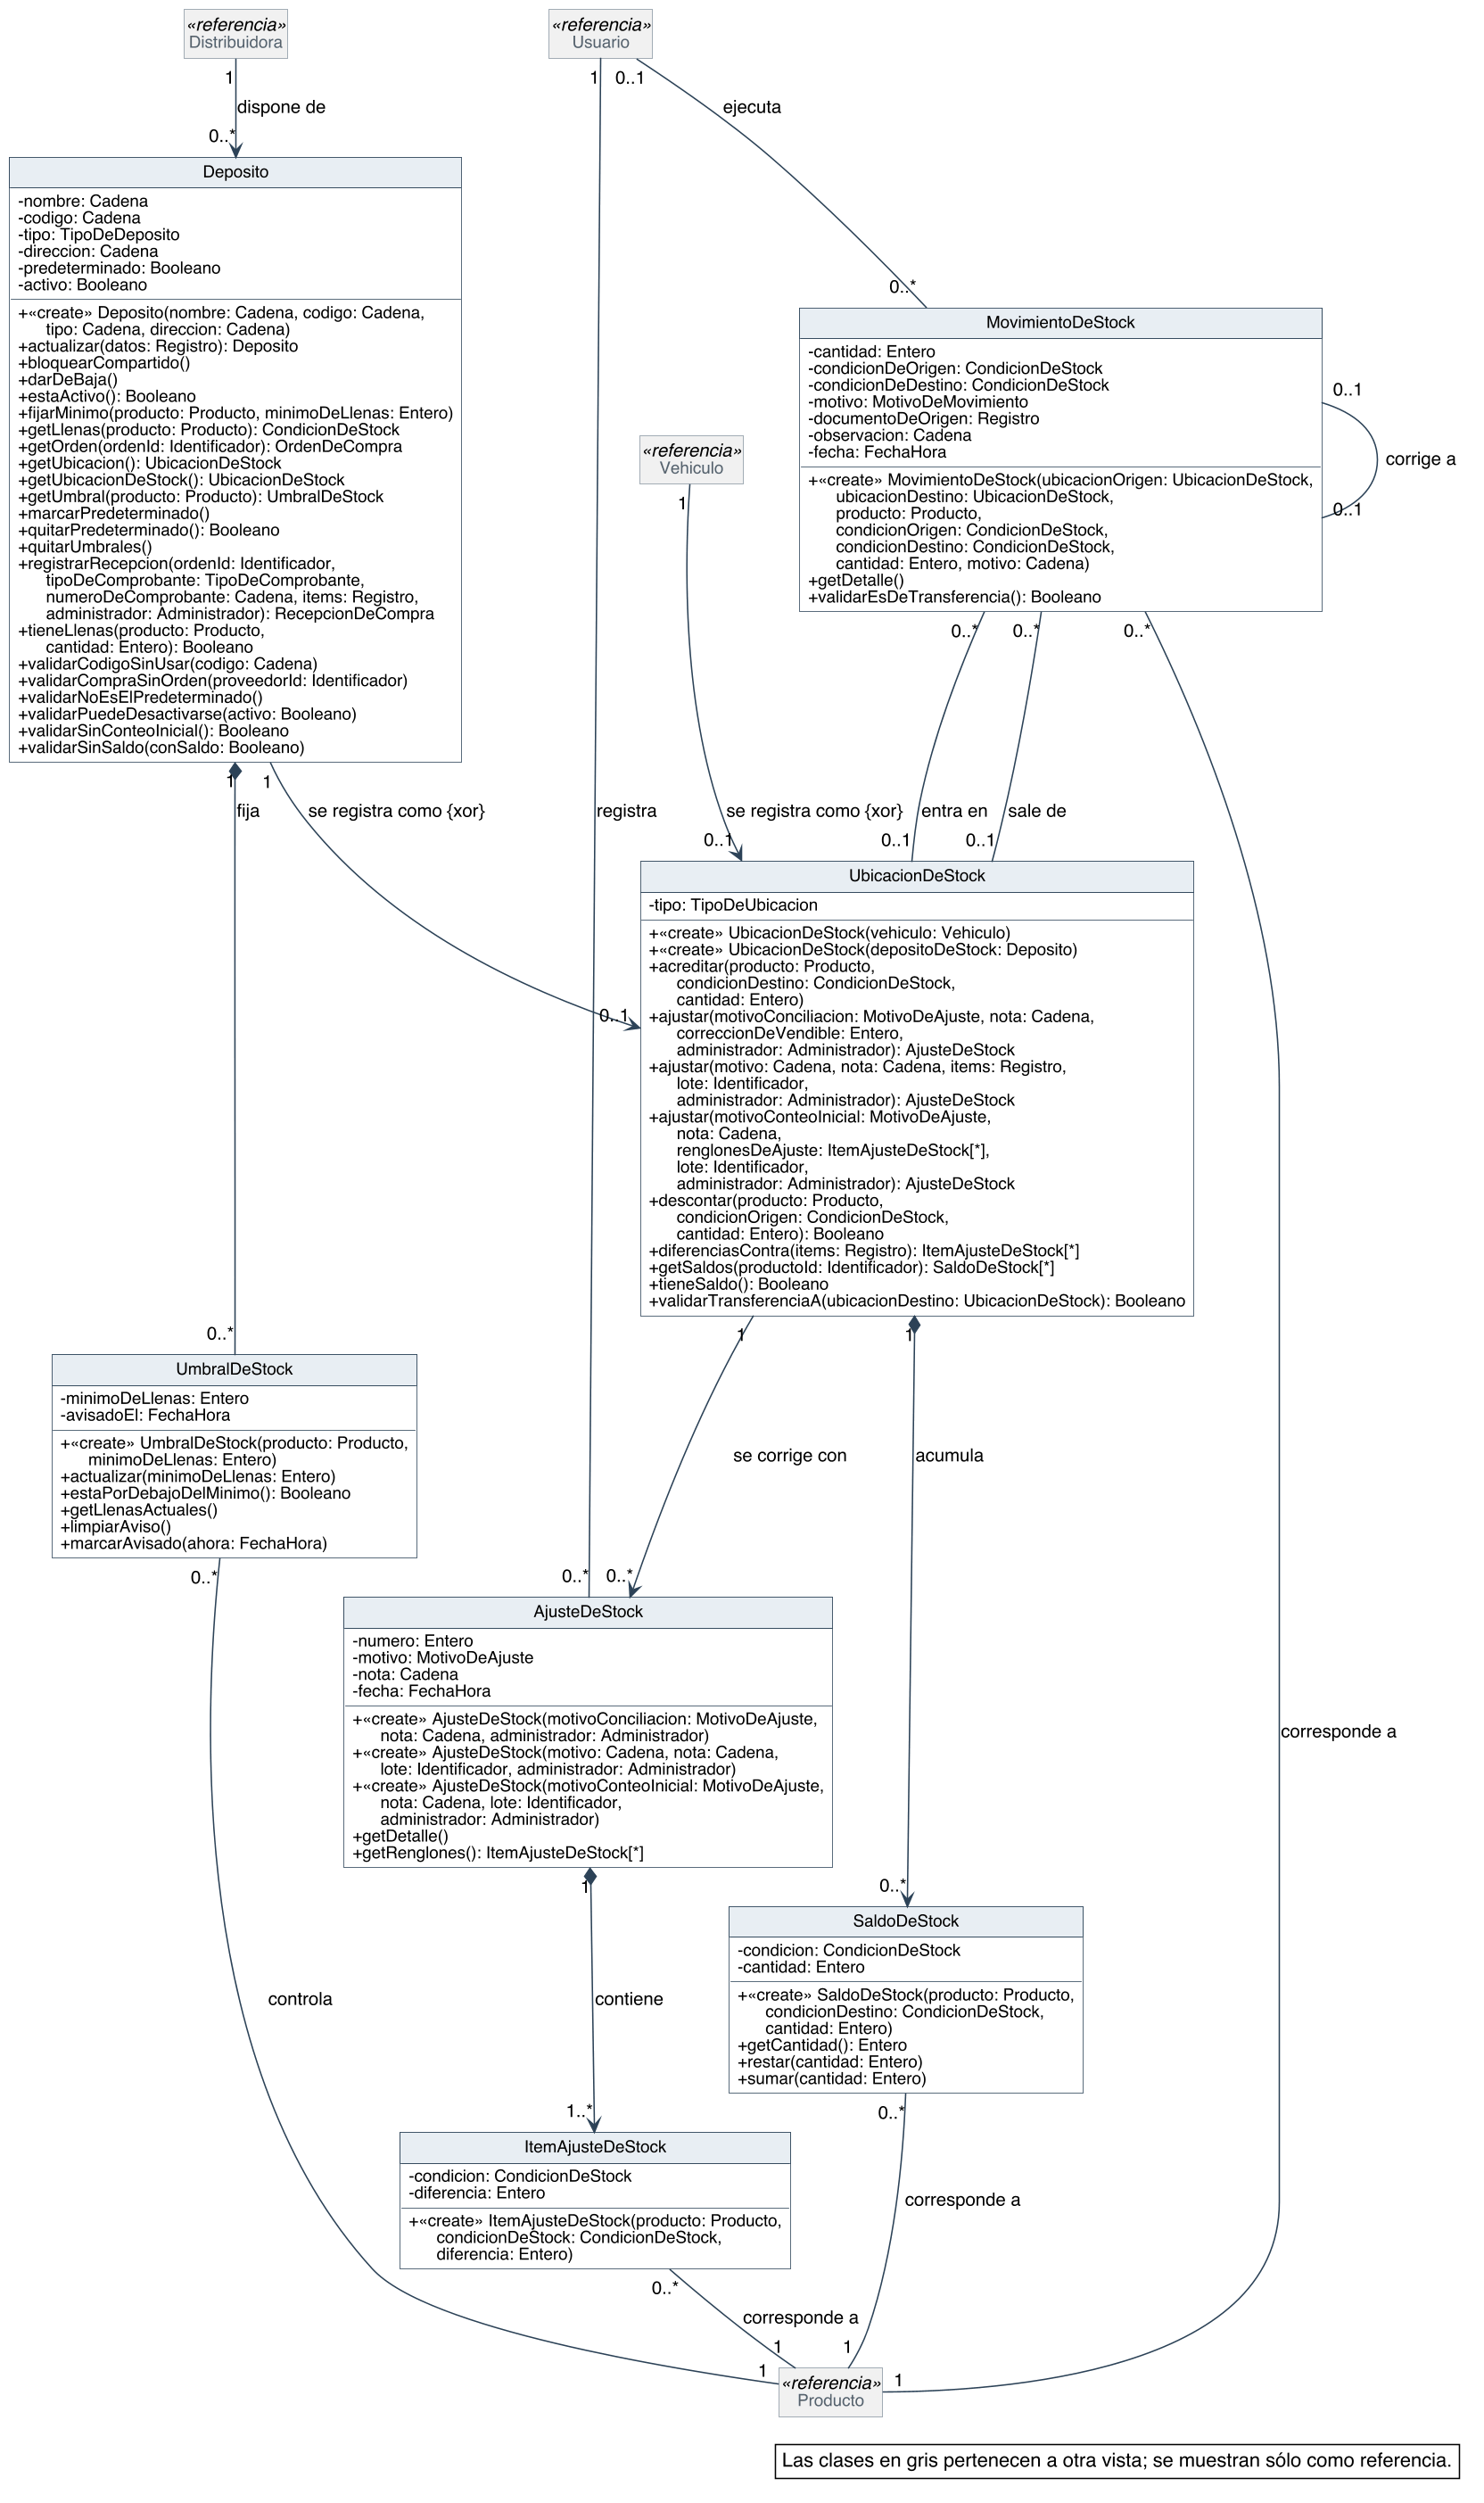 «referencia»
Distribuidora
«referencia»
Usuario
1
1
0..1
dispone de
ejecuta
0..*
Deposito
-nombre: Cadena
-codigo: Cadena
-tipo: TipoDeDeposito
-direccion: Cadena
-predeterminado: Booleano
-activo: Booleano
+«create» Deposito(nombre: Cadena, codigo: Cadena,
tipo: Cadena, direccion: Cadena)
+actualizar(datos: Registro): Deposito
+bloquearCompartido()
+darDeBaja()
+estaActivo(): Booleano
+fijarMinimo(producto: Producto, minimoDeLlenas: Entero)
+getLlenas(producto: Producto): CondicionDeStock
+getOrden(ordenId: Identificador): OrdenDeCompra
+getUbicacion(): UbicacionDeStock
+getUbicacionDeStock(): UbicacionDeStock
+getUmbral(producto: Producto): UmbralDeStock
+marcarPredeterminado()
+quitarPredeterminado(): Booleano
+quitarUmbrales()
+registrarRecepcion(ordenId: Identificador,
tipoDeComprobante: TipoDeComprobante,
numeroDeComprobante: Cadena, items: Registro,
administrador: Administrador): RecepcionDeCompra
+tieneLlenas(producto: Producto,
cantidad: Entero): Booleano
+validarCodigoSinUsar(codigo: Cadena)
+validarCompraSinOrden(proveedorId: Identificador)
+validarNoEsElPredeterminado()
+validarPuedeDesactivarse(activo: Booleano)
+validarSinConteoInicial(): Booleano
+validarSinSaldo(conSaldo: Booleano)
0..*
MovimientoDeStock
-cantidad: Entero
-condicionDeOrigen: CondicionDeStock
-condicionDeDestino: CondicionDeStock
-motivo: MotivoDeMovimiento
-documentoDeOrigen: Registro
-observacion: Cadena
-fecha: FechaHora
+«create» MovimientoDeStock(ubicacionOrigen: UbicacionDeStock,
ubicacionDestino: UbicacionDeStock,
producto: Producto,
condicionOrigen: CondicionDeStock,
condicionDestino: CondicionDeStock,
cantidad: Entero, motivo: Cadena)
+getDetalle()
+validarEsDeTransferencia(): Booleano
0..1
corrige a
0..1
«referencia»
Vehiculo
1
0..*
0..*
0..*
1
1
fija
se registra como {xor}
registra
se registra como {xor}
entra en
sale de
0..1
0..1
0..1
0..1
UbicacionDeStock
-tipo: TipoDeUbicacion
+«create» UbicacionDeStock(vehiculo: Vehiculo)
+«create» UbicacionDeStock(depositoDeStock: Deposito)
+acreditar(producto: Producto,
condicionDestino: CondicionDeStock,
cantidad: Entero)
+ajustar(motivoConciliacion: MotivoDeAjuste, nota: Cadena,
correccionDeVendible: Entero,
administrador: Administrador): AjusteDeStock
+ajustar(motivo: Cadena, nota: Cadena, items: Registro,
lote: Identificador,
administrador: Administrador): AjusteDeStock
+ajustar(motivoConteoInicial: MotivoDeAjuste,
nota: Cadena,
renglonesDeAjuste: ItemAjusteDeStock[*],
lote: Identificador,
administrador: Administrador): AjusteDeStock
+descontar(producto: Producto,
condicionOrigen: CondicionDeStock,
cantidad: Entero): Booleano
+diferenciasContra(items: Registro): ItemAjusteDeStock[*]
+getSaldos(productoId: Identificador): SaldoDeStock[*]
+tieneSaldo(): Booleano
+validarTransferenciaA(ubicacionDestino: UbicacionDeStock): Booleano
0..*
1
1
UmbralDeStock
-minimoDeLlenas: Entero
-avisadoEl: FechaHora
+«create» UmbralDeStock(producto: Producto,
minimoDeLlenas: Entero)
+actualizar(minimoDeLlenas: Entero)
+estaPorDebajoDelMinimo(): Booleano
+getLlenasActuales()
+limpiarAviso()
+marcarAvisado(ahora: FechaHora)
se corrige con
acumula
0..*
0..*
0..*
AjusteDeStock
-numero: Entero
-motivo: MotivoDeAjuste
-nota: Cadena
-fecha: FechaHora
+«create» AjusteDeStock(motivoConciliacion: MotivoDeAjuste,
nota: Cadena, administrador: Administrador)
+«create» AjusteDeStock(motivo: Cadena, nota: Cadena,
lote: Identificador, administrador: Administrador)
+«create» AjusteDeStock(motivoConteoInicial: MotivoDeAjuste,
nota: Cadena, lote: Identificador,
administrador: Administrador)
+getDetalle()
+getRenglones(): ItemAjusteDeStock[*]
corresponde a
1
0..*
SaldoDeStock
-condicion: CondicionDeStock
-cantidad: Entero
+«create» SaldoDeStock(producto: Producto,
condicionDestino: CondicionDeStock,
cantidad: Entero)
+getCantidad(): Entero
+restar(cantidad: Entero)
+sumar(cantidad: Entero)
controla
contiene
1..*
0..*
ItemAjusteDeStock
-condicion: CondicionDeStock
-diferencia: Entero
+«create» ItemAjusteDeStock(producto: Producto,
condicionDeStock: CondicionDeStock,
diferencia: Entero)
corresponde a
0..*
corresponde a
1
1
1
1
«referencia»
Producto
Las clases en gris pertenecen a otra vista; se muestran sólo como referencia.